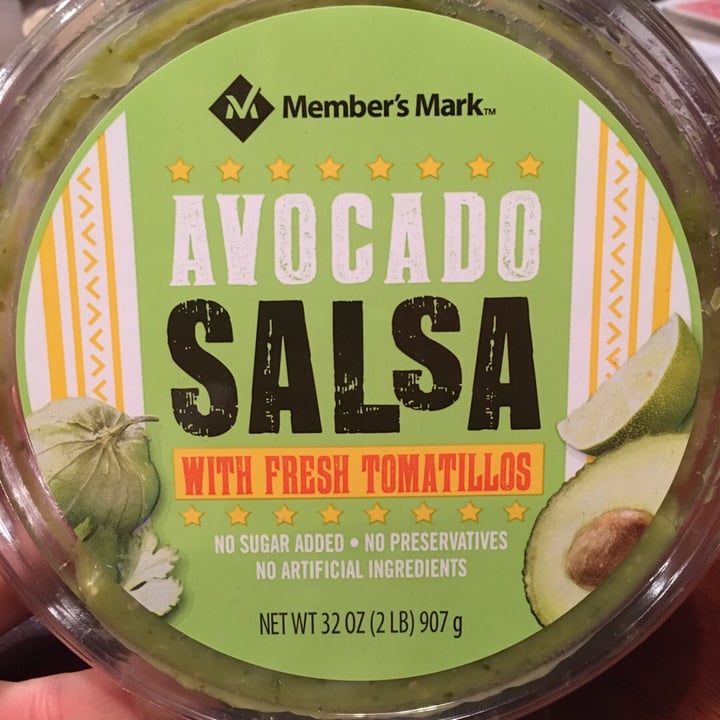 Member's Mark™
AVOCADO
SALSA
WITH FRESH TOMATILLOS
NO SUGAR ADDED • NO PRESERVATIVES
NO ARTIFICIAL INGREDIENTS
NET WT 32 OZ (2 LB) 907 g